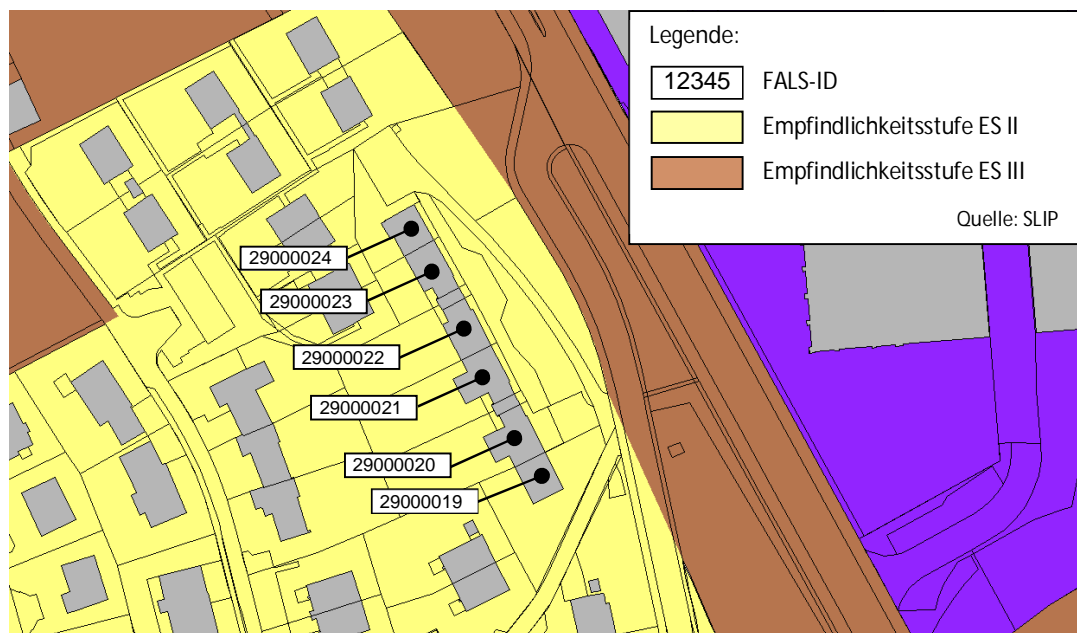 Legende:
12345 FALS-ID
Empfindlichkeitsstufe ES II
Empfindlichkeitsstufe ES III
Quelle: SLIP
29000024
29000023
29000022
29000021
29000020
29000019